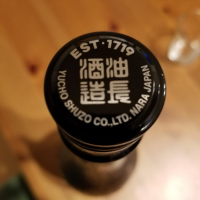 EST·1719
油長
酒造
YUCHO SHUZO CO.,LTD. NARA JAPAN